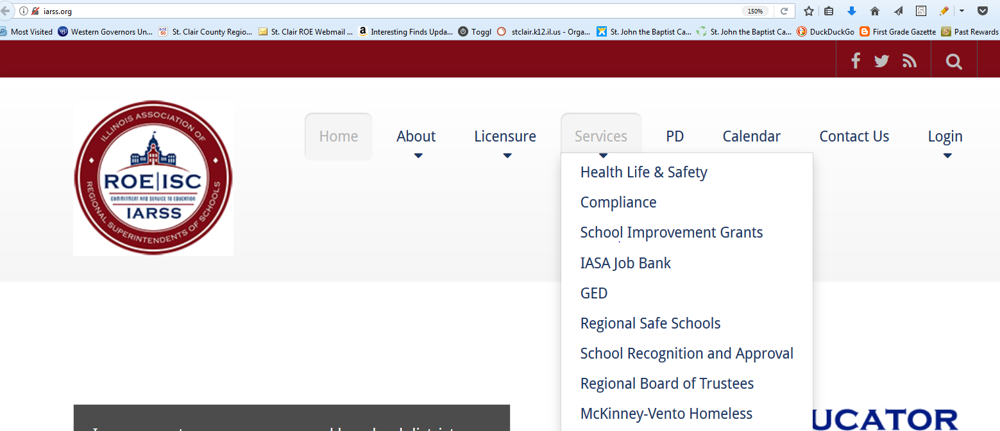 iarss.org 150%
Most Visited Western Governors Un... St. Clair County Regio... St. Clair ROE Webmail ... Interesting Finds Upda... Toggl stclair.k12.il.us - Orga... St. John the Baptist Ca... St. John the Baptist Ca... DuckDuckGo First Grade Gazette Past Rewards
ILLINOIS ASSOCIATION OF
ROE|ISC
COMMITMENT AND SERVICE TO EDUCATION
IARSS
REGIONAL SUPERINTENDENTS OF SCHOOLS
Home About Licensure Services PD Calendar Contact Us Login
Health Life & Safety
Compliance
School Improvement Grants
IASA Job Bank
GED
Regional Safe Schools
School Recognition and Approval
Regional Board of Trustees
McKinney-Vento Homeless
UCATOR